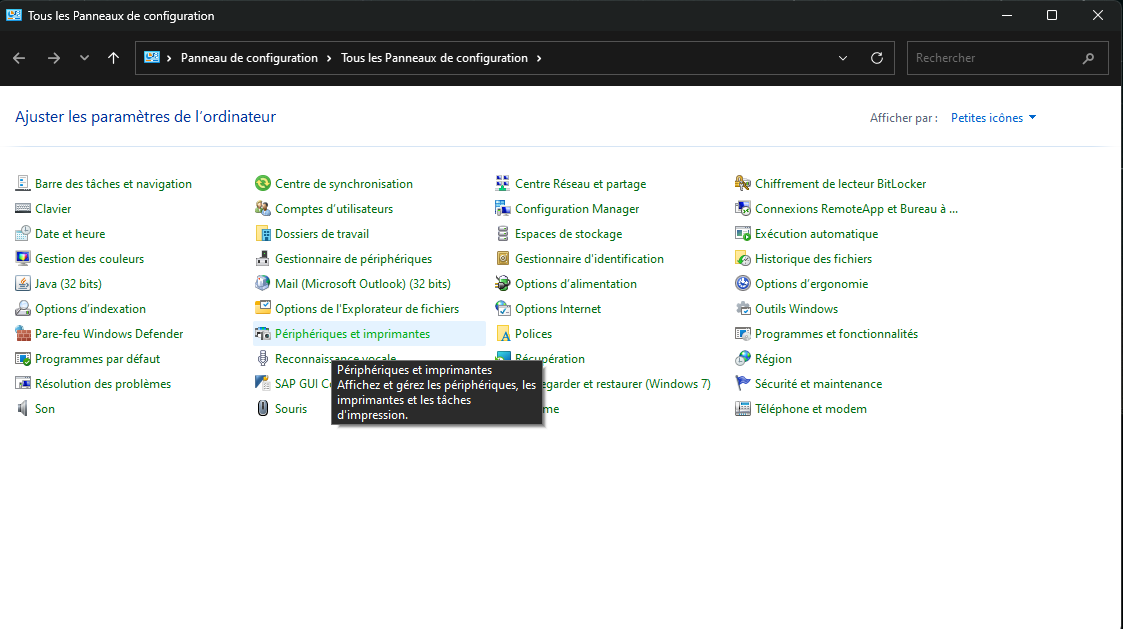 Tous les Panneaux de configuration
Panneau de configuration
Tous les Panneaux de configuration
Rechercher
Ajuster les paramètres de l’ordinateur
Afficher par :
Petites icônes
Barre des tâches et navigation
Centre de synchronisation
Centre Réseau et partage
Chiffrement de lecteur BitLocker
Clavier
Comptes d’utilisateurs
Configuration Manager
Connexions RemoteApp et Bureau à ...
Date et heure
Dossiers de travail
Espaces de stockage
Exécution automatique
Gestion des couleurs
Gestionnaire de périphériques
Gestionnaire d’identification
Historique des fichiers
Java (32 bits)
Mail (Microsoft Outlook) (32 bits)
Options d’alimentation
Options d’ergonomie
Options d’indexation
Options de l’Explorateur de fichiers
Options Internet
Outils Windows
Pare-feu Windows Defender
Périphériques et imprimantes
Polices
Programmes et fonctionnalités
Programmes par défaut
Reconnaissance vocale
Récupération
Région
Résolution des problèmes
SAP GUI
et restaurer (Windows 7)
Sécurité et maintenance
Son
Souris
Téléphone et modem
Périphériques et imprimantes
Affichez et gérez les périphériques, les
imprimantes et les tâches
d’impression.